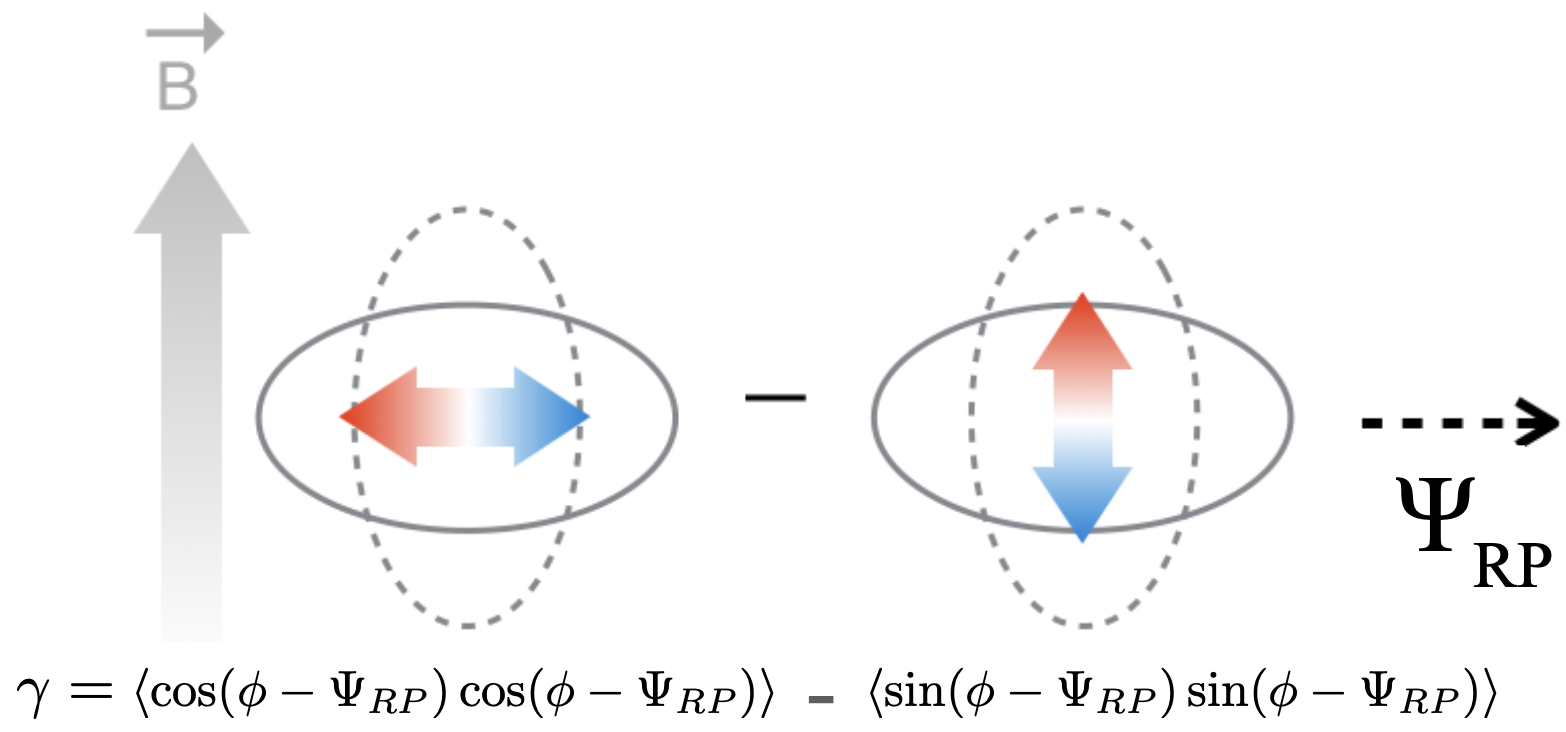 B
Ψ_RP
γ = ⟨cos(ϕ − Ψ_RP) cos(ϕ − Ψ_RP)⟩ - ⟨sin(ϕ − Ψ_RP) sin(ϕ − Ψ_RP)⟩